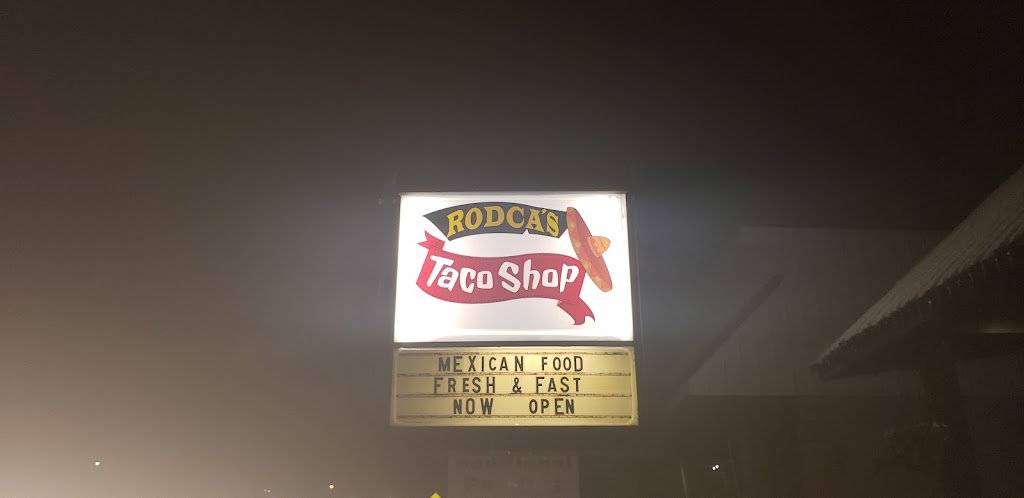 RODCA'S
Taco Shop
MEXICAN FOOD
FRESH & FAST
NOW OPEN